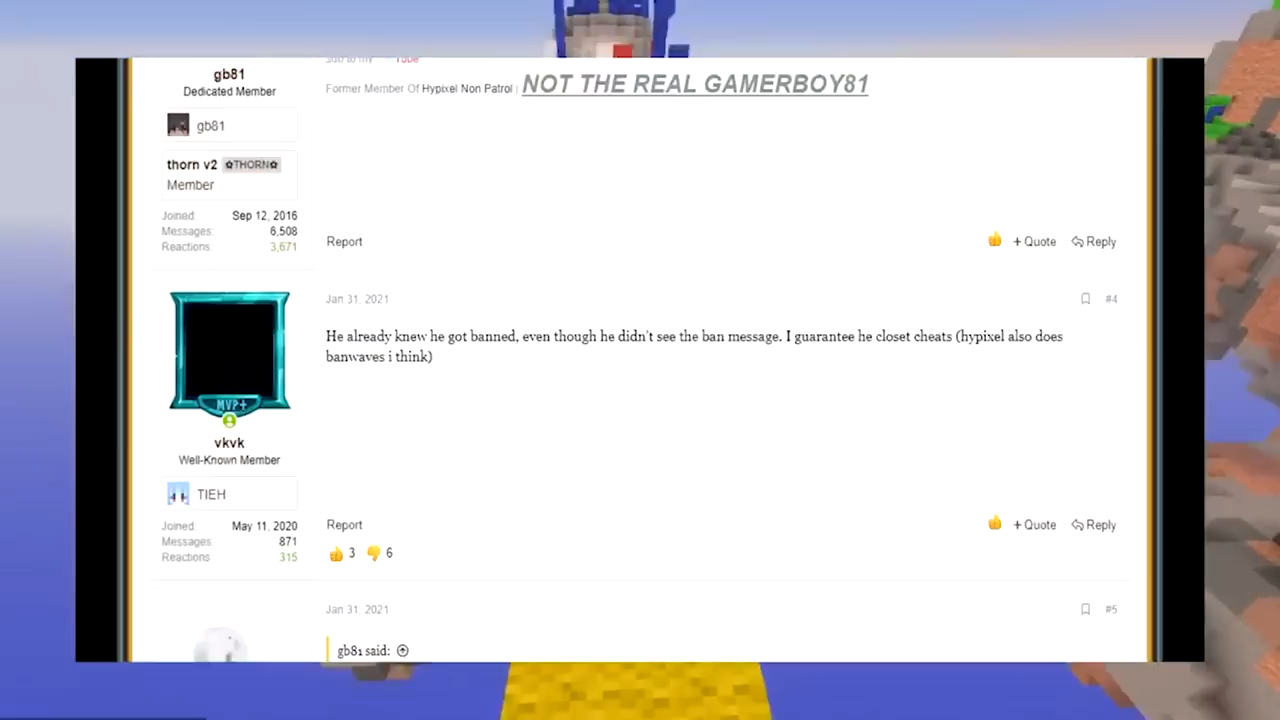 Tube
gb81
Dedicated Member
Former Member Of Hypixel Non Patrol | NOT THE REAL GAMERBOY81
gb81
thorn v2 ✿THORN✿
Member
Joined: Sep 12, 2016
Messages: 6,508
Reactions: 3,671
Report
+ Quote Reply
Jan 31, 2021 #4
He already knew he got banned, even though he didn't see the ban message. I guarantee he closet cheats (hypixel also does
banwaves i think)
MVP+
vkvk
Well-Known Member
TIEH
Joined: May 11, 2020
Messages: 871
Reactions: 315
Report
+ Quote Reply
3 6
Jan 31, 2021 #5
gb81 said: